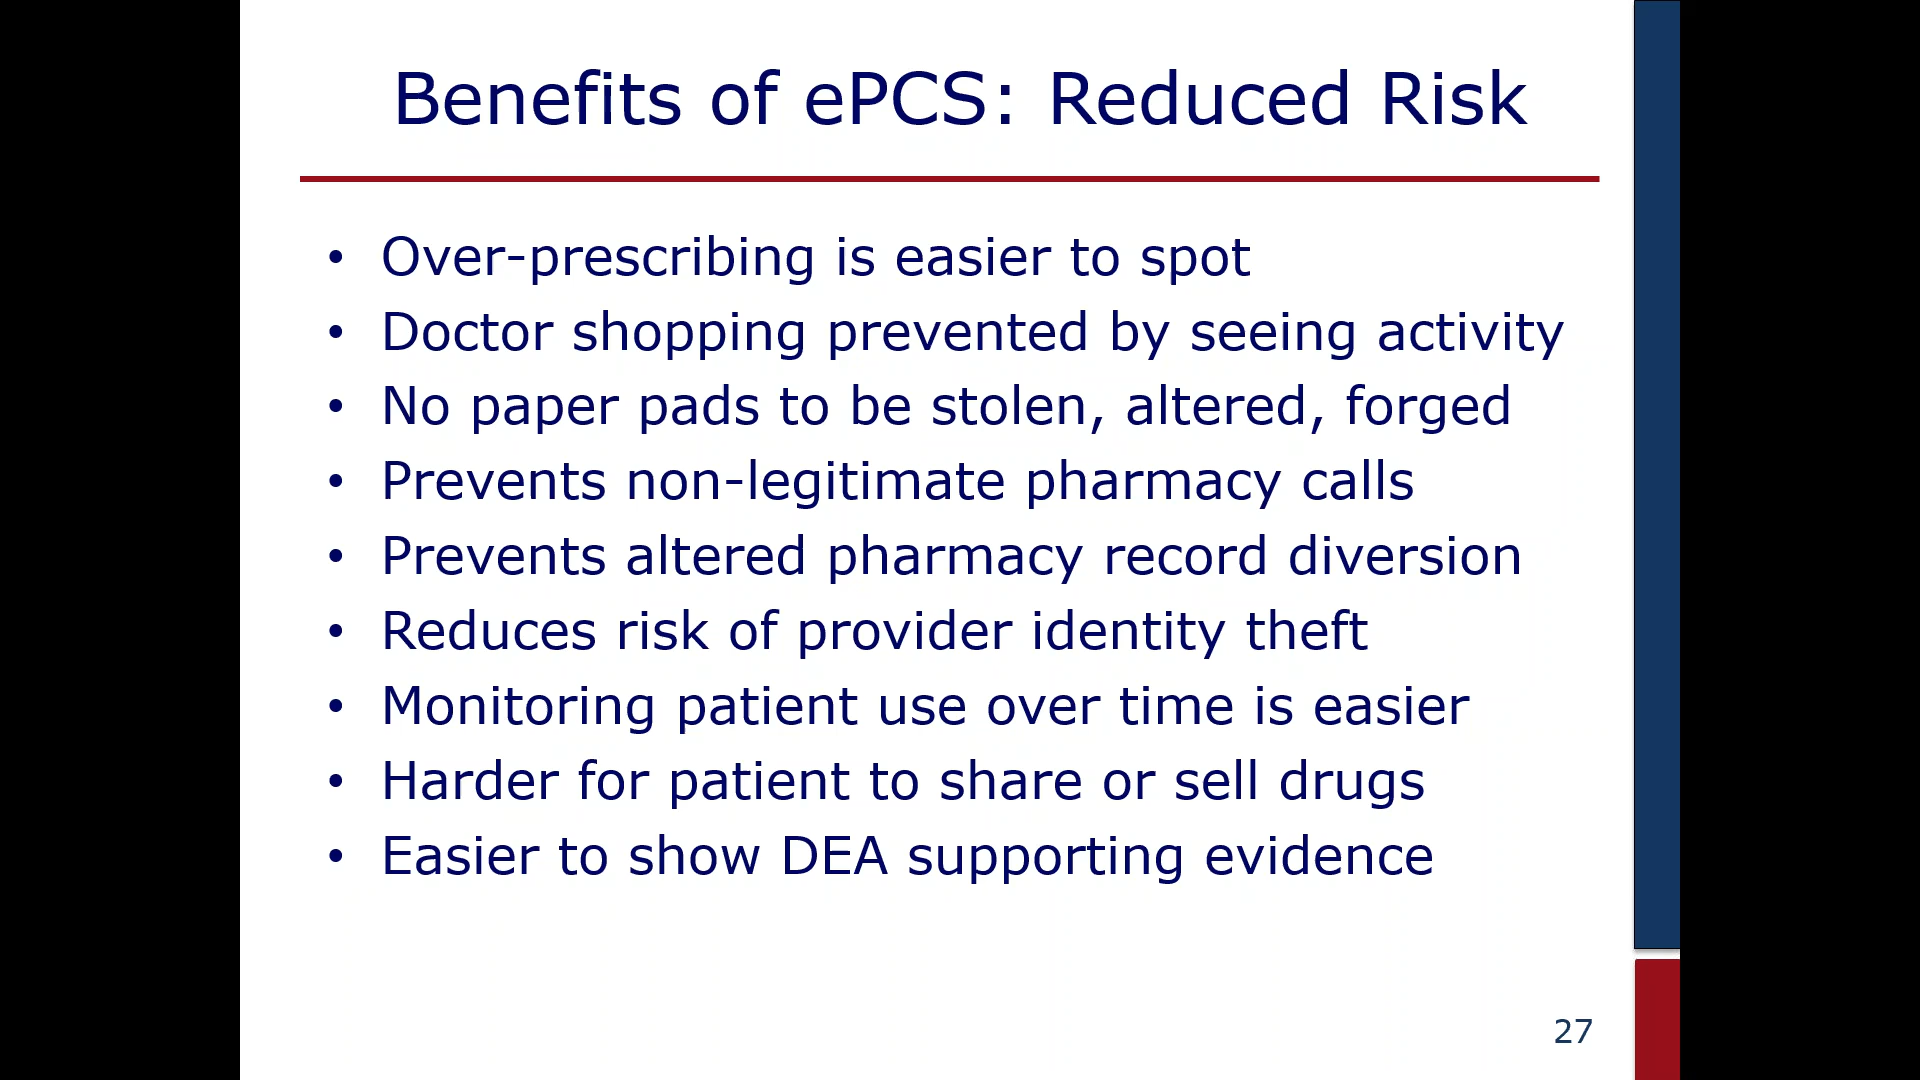 Benefits of ePCS: Reduced Risk
• Over-prescribing is easier to spot
• Doctor shopping prevented by seeing activity
• No paper pads to be stolen, altered, forged
• Prevents non-legitimate pharmacy calls
• Prevents altered pharmacy record diversion
• Reduces risk of provider identity theft
• Monitoring patient use over time is easier
• Harder for patient to share or sell drugs
• Easier to show DEA supporting evidence
27